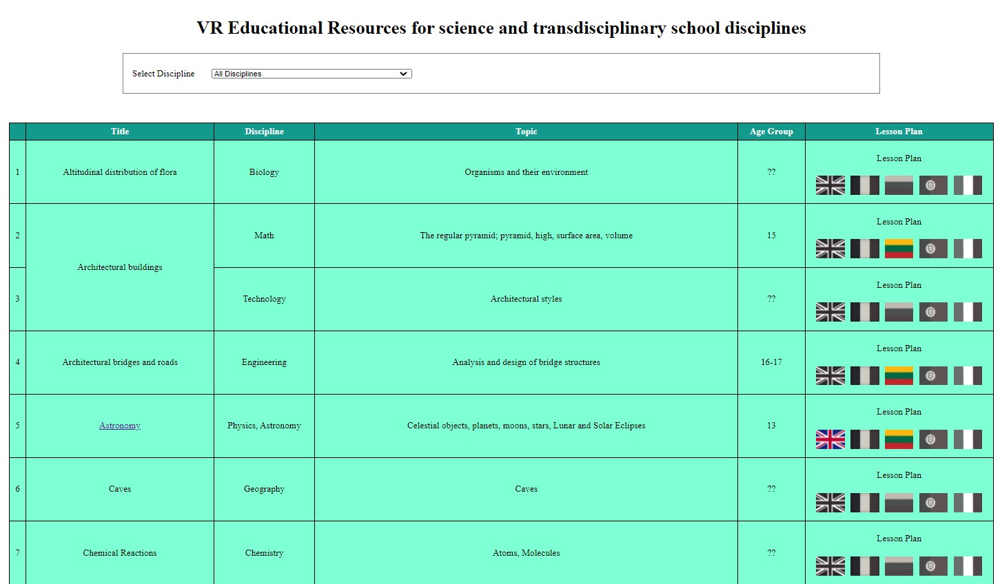 VR Educational Resources for science and transdisciplinary school disciplines
Select Discipline All Disciplines
Title Discipline Topic Age Group Lesson Plan
1 Altitudinal distribution of flora Biology Organisms and their environment ?? Lesson Plan
2 Architectural buildings Math The regular pyramid; pyramid, high, surface area, volume 15 Lesson Plan
3 Technology Architectural styles ?? Lesson Plan
4 Architectural bridges and roads Engineering Analysis and design of bridge structures 16-17 Lesson Plan
5 Astronomy Physics, Astronomy Celestial objects, planets, moons, stars, Lunar and Solar Eclipses 13 Lesson Plan
6 Caves Geography Caves ?? Lesson Plan
7 Chemical Reactions Chemistry Atoms, Molecules ?? Lesson Plan